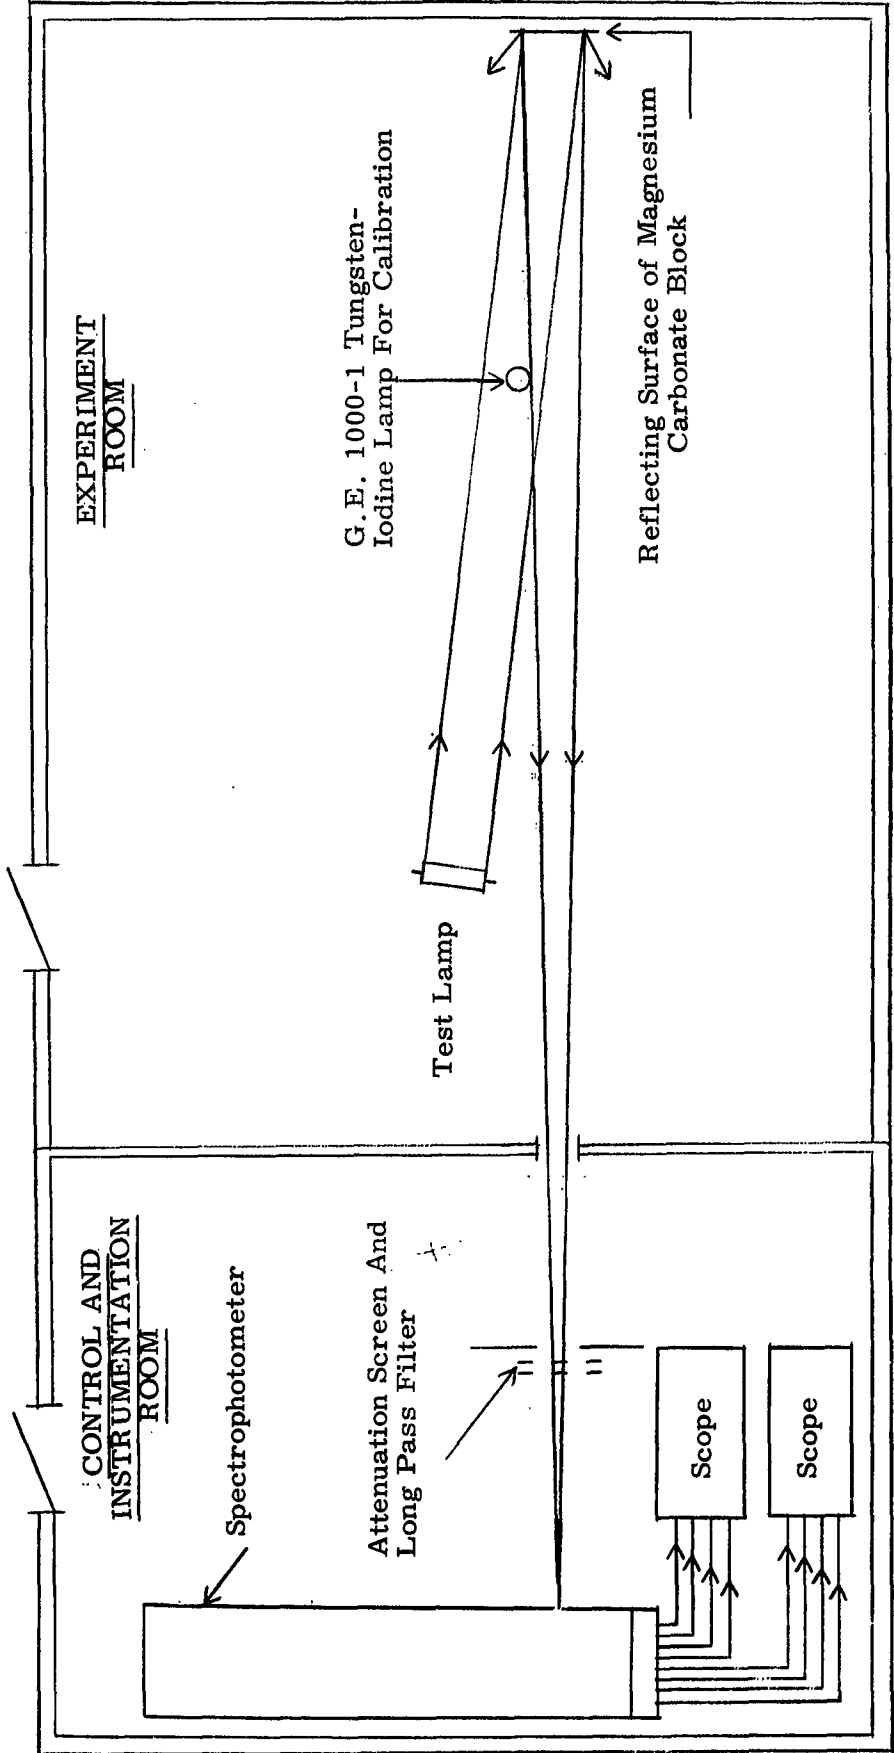 EXPERIMENT
ROOM
G.E. 1000-1 Tungsten-
Iodine Lamp For Calibration
Reflecting Surface of Magnesium
Carbonate Block
Test Lamp
CONTROL AND
INSTRUMENTATION
ROOM
Spectrophotometer
Attenuation Screen And
Long Pass Filter
Scope
Scope